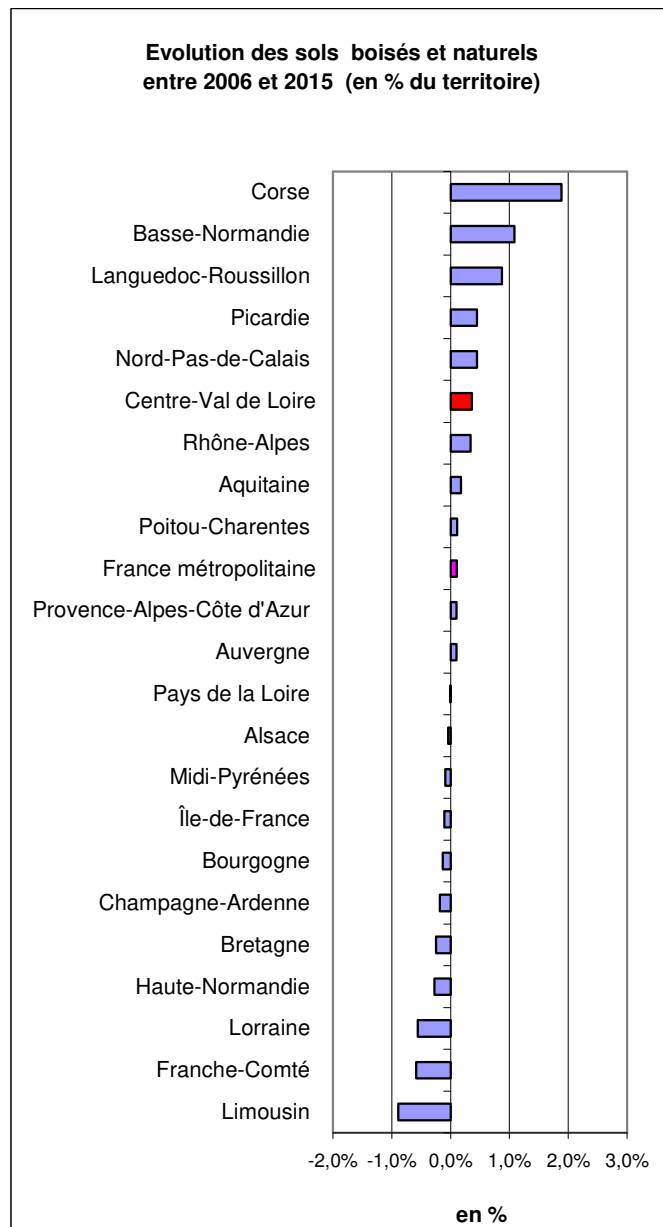 Evolution des sols  boisés et naturels
entre 2006 et 2015  (en % du territoire)
Corse
Basse-Normandie
Languedoc-Roussillon
Picardie
Nord-Pas-de-Calais
Centre-Val de Loire
Rhône-Alpes
Aquitaine
Poitou-Charentes
France métropolitaine
Provence-Alpes-Côte d'Azur
Auvergne
Pays de la Loire
Alsace
Midi-Pyrénées
Île-de-France
Bourgogne
Champagne-Ardenne
Bretagne
Haute-Normandie
Lorraine
Franche-Comté
Limousin
-2,0% -1,0% 0,0% 1,0% 2,0% 3,0%
en %